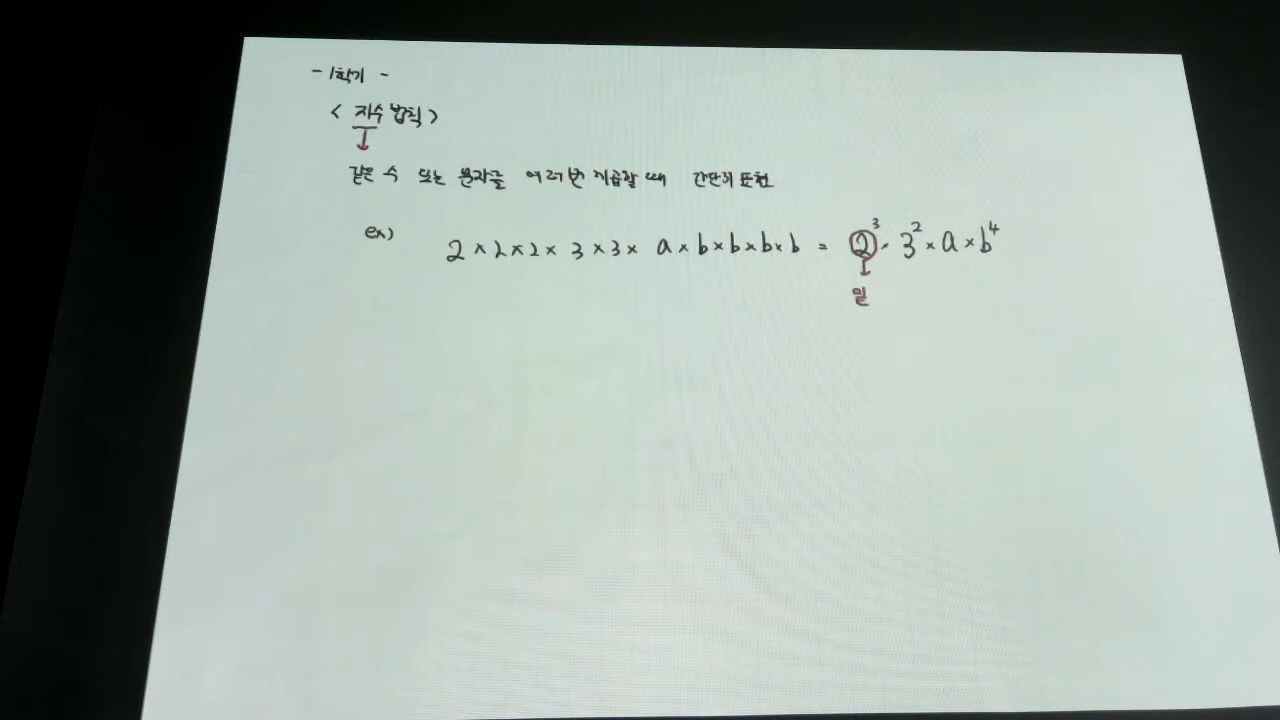 - 1학기 -
< 지수 법칙 >
같은 수 또는 문자를 여러번 거듭할 때 간단히 표현
ex) 2 × 2 × 2 × 3 × 3 × a × b × b × b × b = 2³ × 3² × a × b⁴
밑